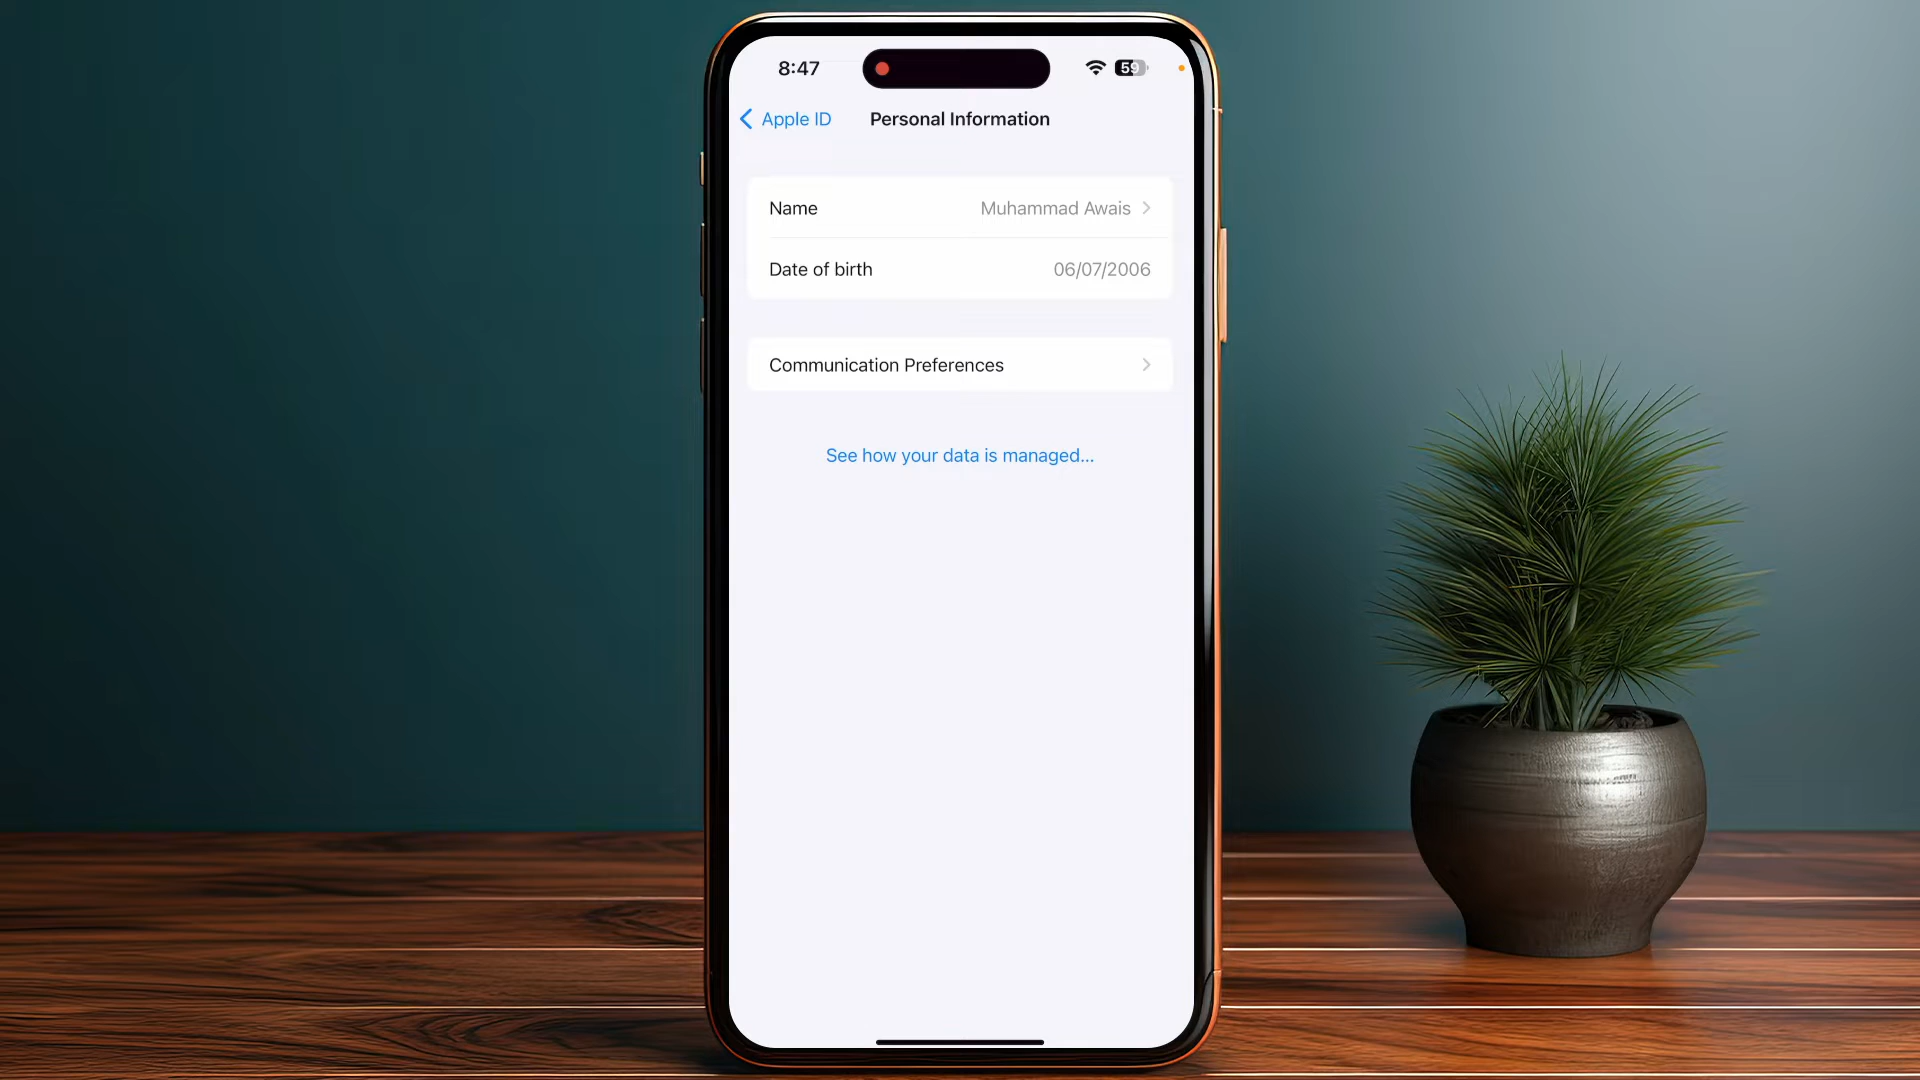 8:47
59
Apple ID
Personal Information
Name
Muhammad Awais
Date of birth
06/07/2006
Communication Preferences
See how your data is managed...